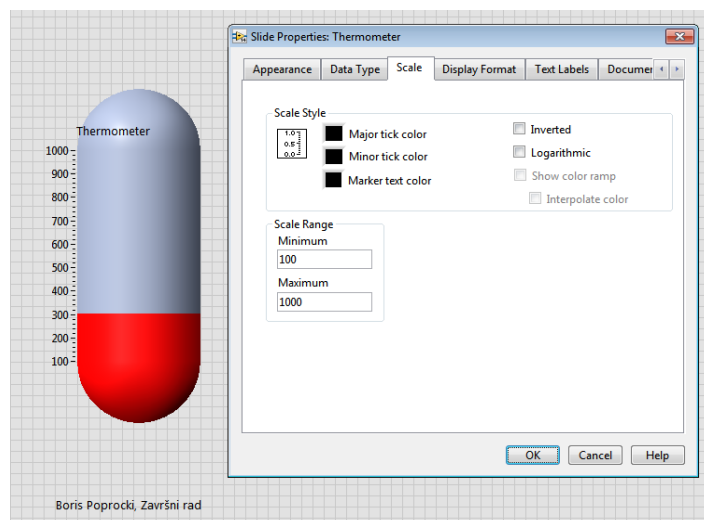 Slide Properties: Thermometer
Appearance Data Type Scale Display Format Text Labels Documer
Thermometer
1000
900
800
700
600
500
400
300
200
100
Scale Style
1.0
0.5
0.0
Major tick color
Minor tick color
Marker text color
Inverted
Logarithmic
Show color ramp
Interpolate color
Scale Range
Minimum
100
Maximum
1000
OK Cancel Help
Boris Poprocki, Završni rad